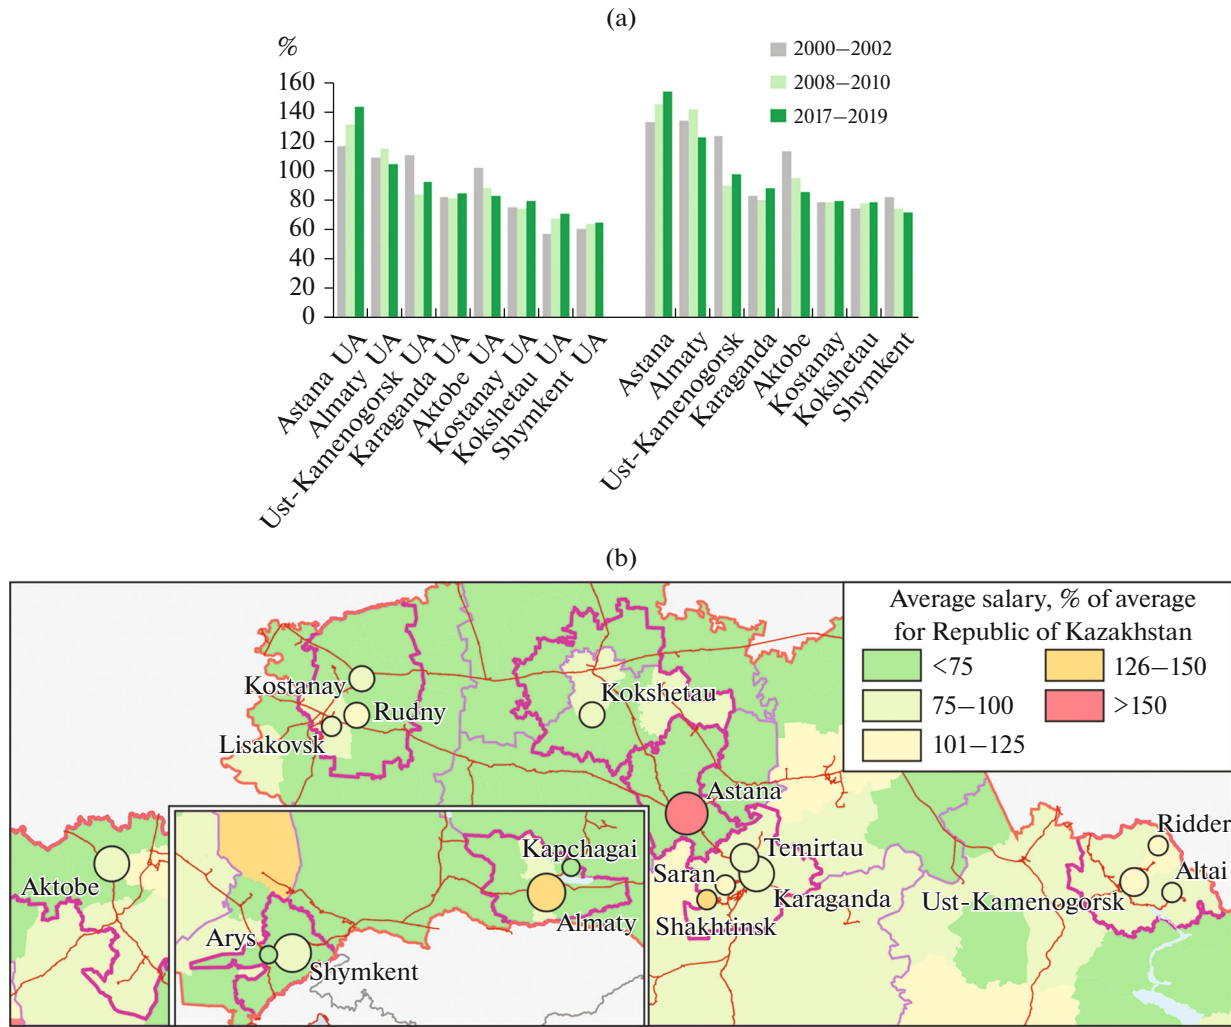 (a)
%
2000–2002
2008–2010
2017–2019
160
140
120
100
80
60
40
20
0
Astana UA
Almaty UA
Ust-Kamenogorsk UA
Karaganda UA
Aktobe UA
Kostanay UA
Kokshetau UA
Shymkent UA
Astana
Almaty
Ust-Kamenogorsk
Karaganda
Aktobe
Kostanay
Kokshetau
Shymkent
(b)
Average salary, % of average
for Republic of Kazakhstan
<75
126–150
75–100
>150
101–125
Kostanay
Rudny
Lisakovsk
Kokshetau
Astana
Temirtau
Saran
Karaganda
Shakhtinsk
Ridder
Altai
Ust-Kamenogorsk
Aktobe
Kapchagai
Almaty
Arys
Shymkent